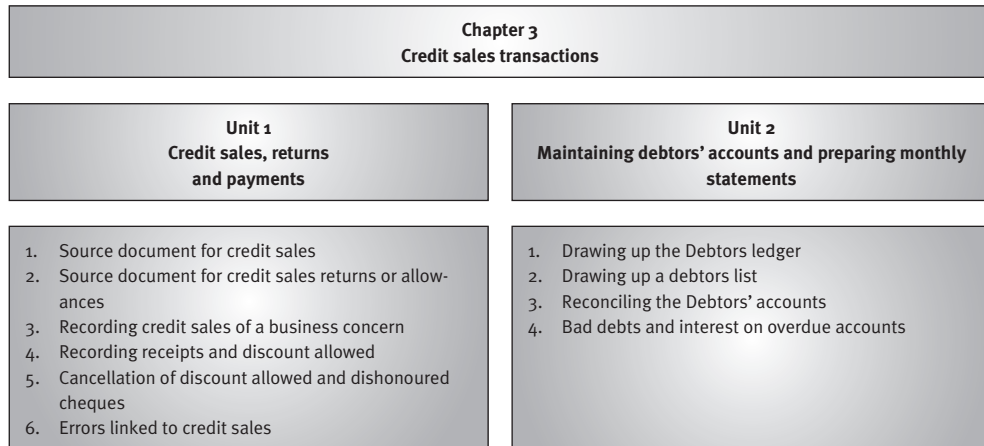 Chapter 3
Credit sales transactions
Unit 1
Credit sales, returns
and payments
Unit 2
Maintaining debtors’ accounts and preparing monthly
statements
1. Source document for credit sales
2. Source document for credit sales returns or allow-
ances
3. Recording credit sales of a business concern
4. Recording receipts and discount allowed
5. Cancellation of discount allowed and dishonoured
cheques
6. Errors linked to credit sales
1. Drawing up the Debtors ledger
2. Drawing up a debtors list
3. Reconciling the Debtors’ accounts
4. Bad debts and interest on overdue accounts